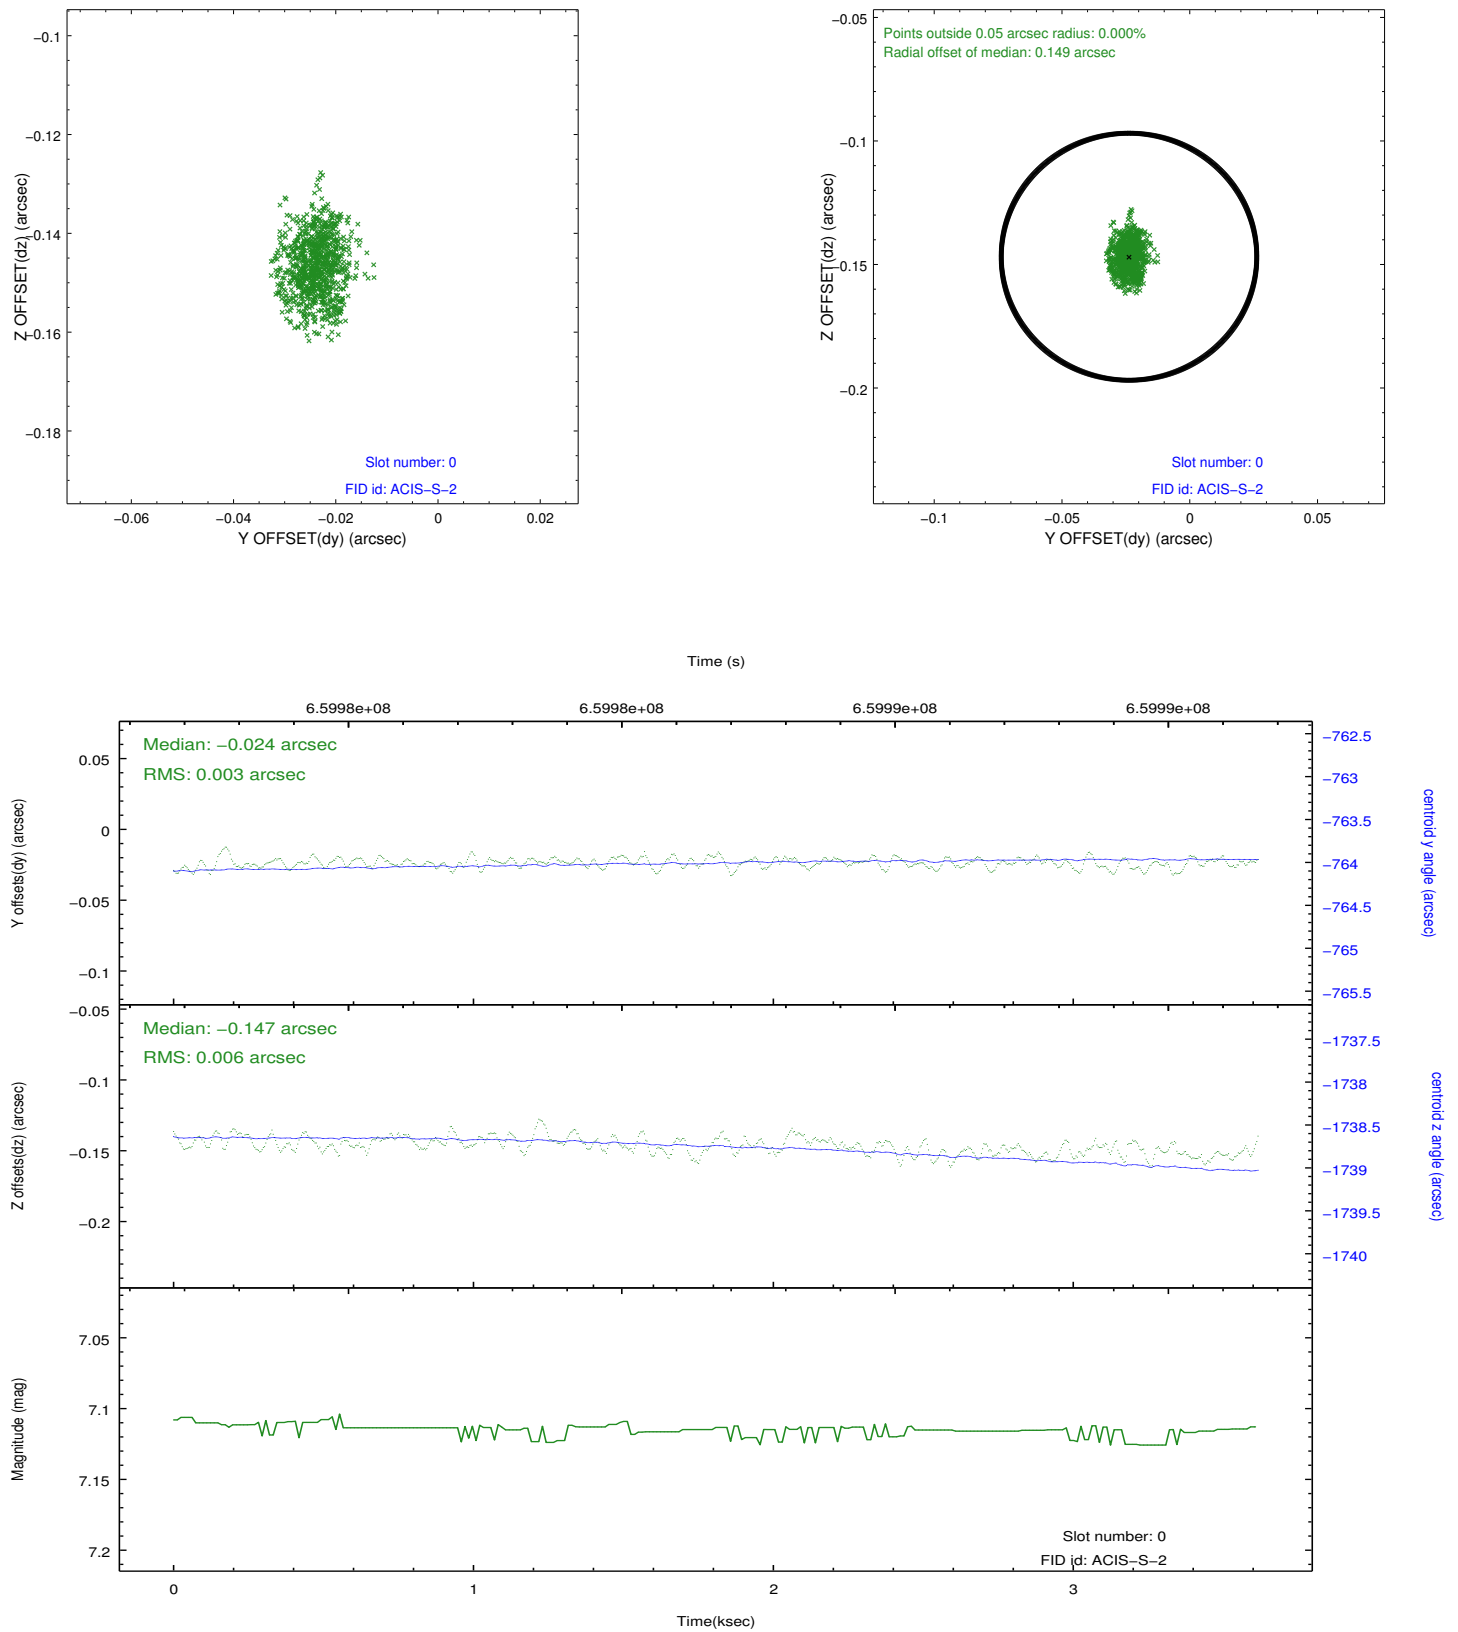 −0.1
−0.12
−0.14
−0.16
−0.18
Z OFFSET(dz) (arcsec)
Slot number: 0
FID id: ACIS−S−2
−0.06
−0.04
−0.02
0
0.02
Y OFFSET(dy) (arcsec)
−0.05
−0.1
−0.15
−0.2
Z OFFSET(dz) (arcsec)
Points outside 0.05 arcsec radius: 0.000%
Radial offset of median: 0.149 arcsec
Slot number: 0
FID id: ACIS−S−2
−0.1
−0.05
0
0.05
Y OFFSET(dy) (arcsec)
Time (s)
6.5998e+08
6.5998e+08
6.5999e+08
6.5999e+08
Median: −0.024 arcsec
RMS: 0.003 arcsec
0.05
0
−0.05
−0.1
Y offsets(dy) (arcsec)
−762.5
−763
−763.5
−764
−764.5
−765
−765.5
centroid y angle (arcsec)
Median: −0.147 arcsec
RMS: 0.006 arcsec
−0.05
−0.1
−0.15
−0.2
Z offsets(dz) (arcsec)
−1737.5
−1738
−1738.5
−1739
−1739.5
−1740
centroid z angle (arcsec)
7.05
7.1
7.15
7.2
Magnitude (mag)
Slot number: 0
FID id: ACIS−S−2
0
1
2
3
Time(ksec)